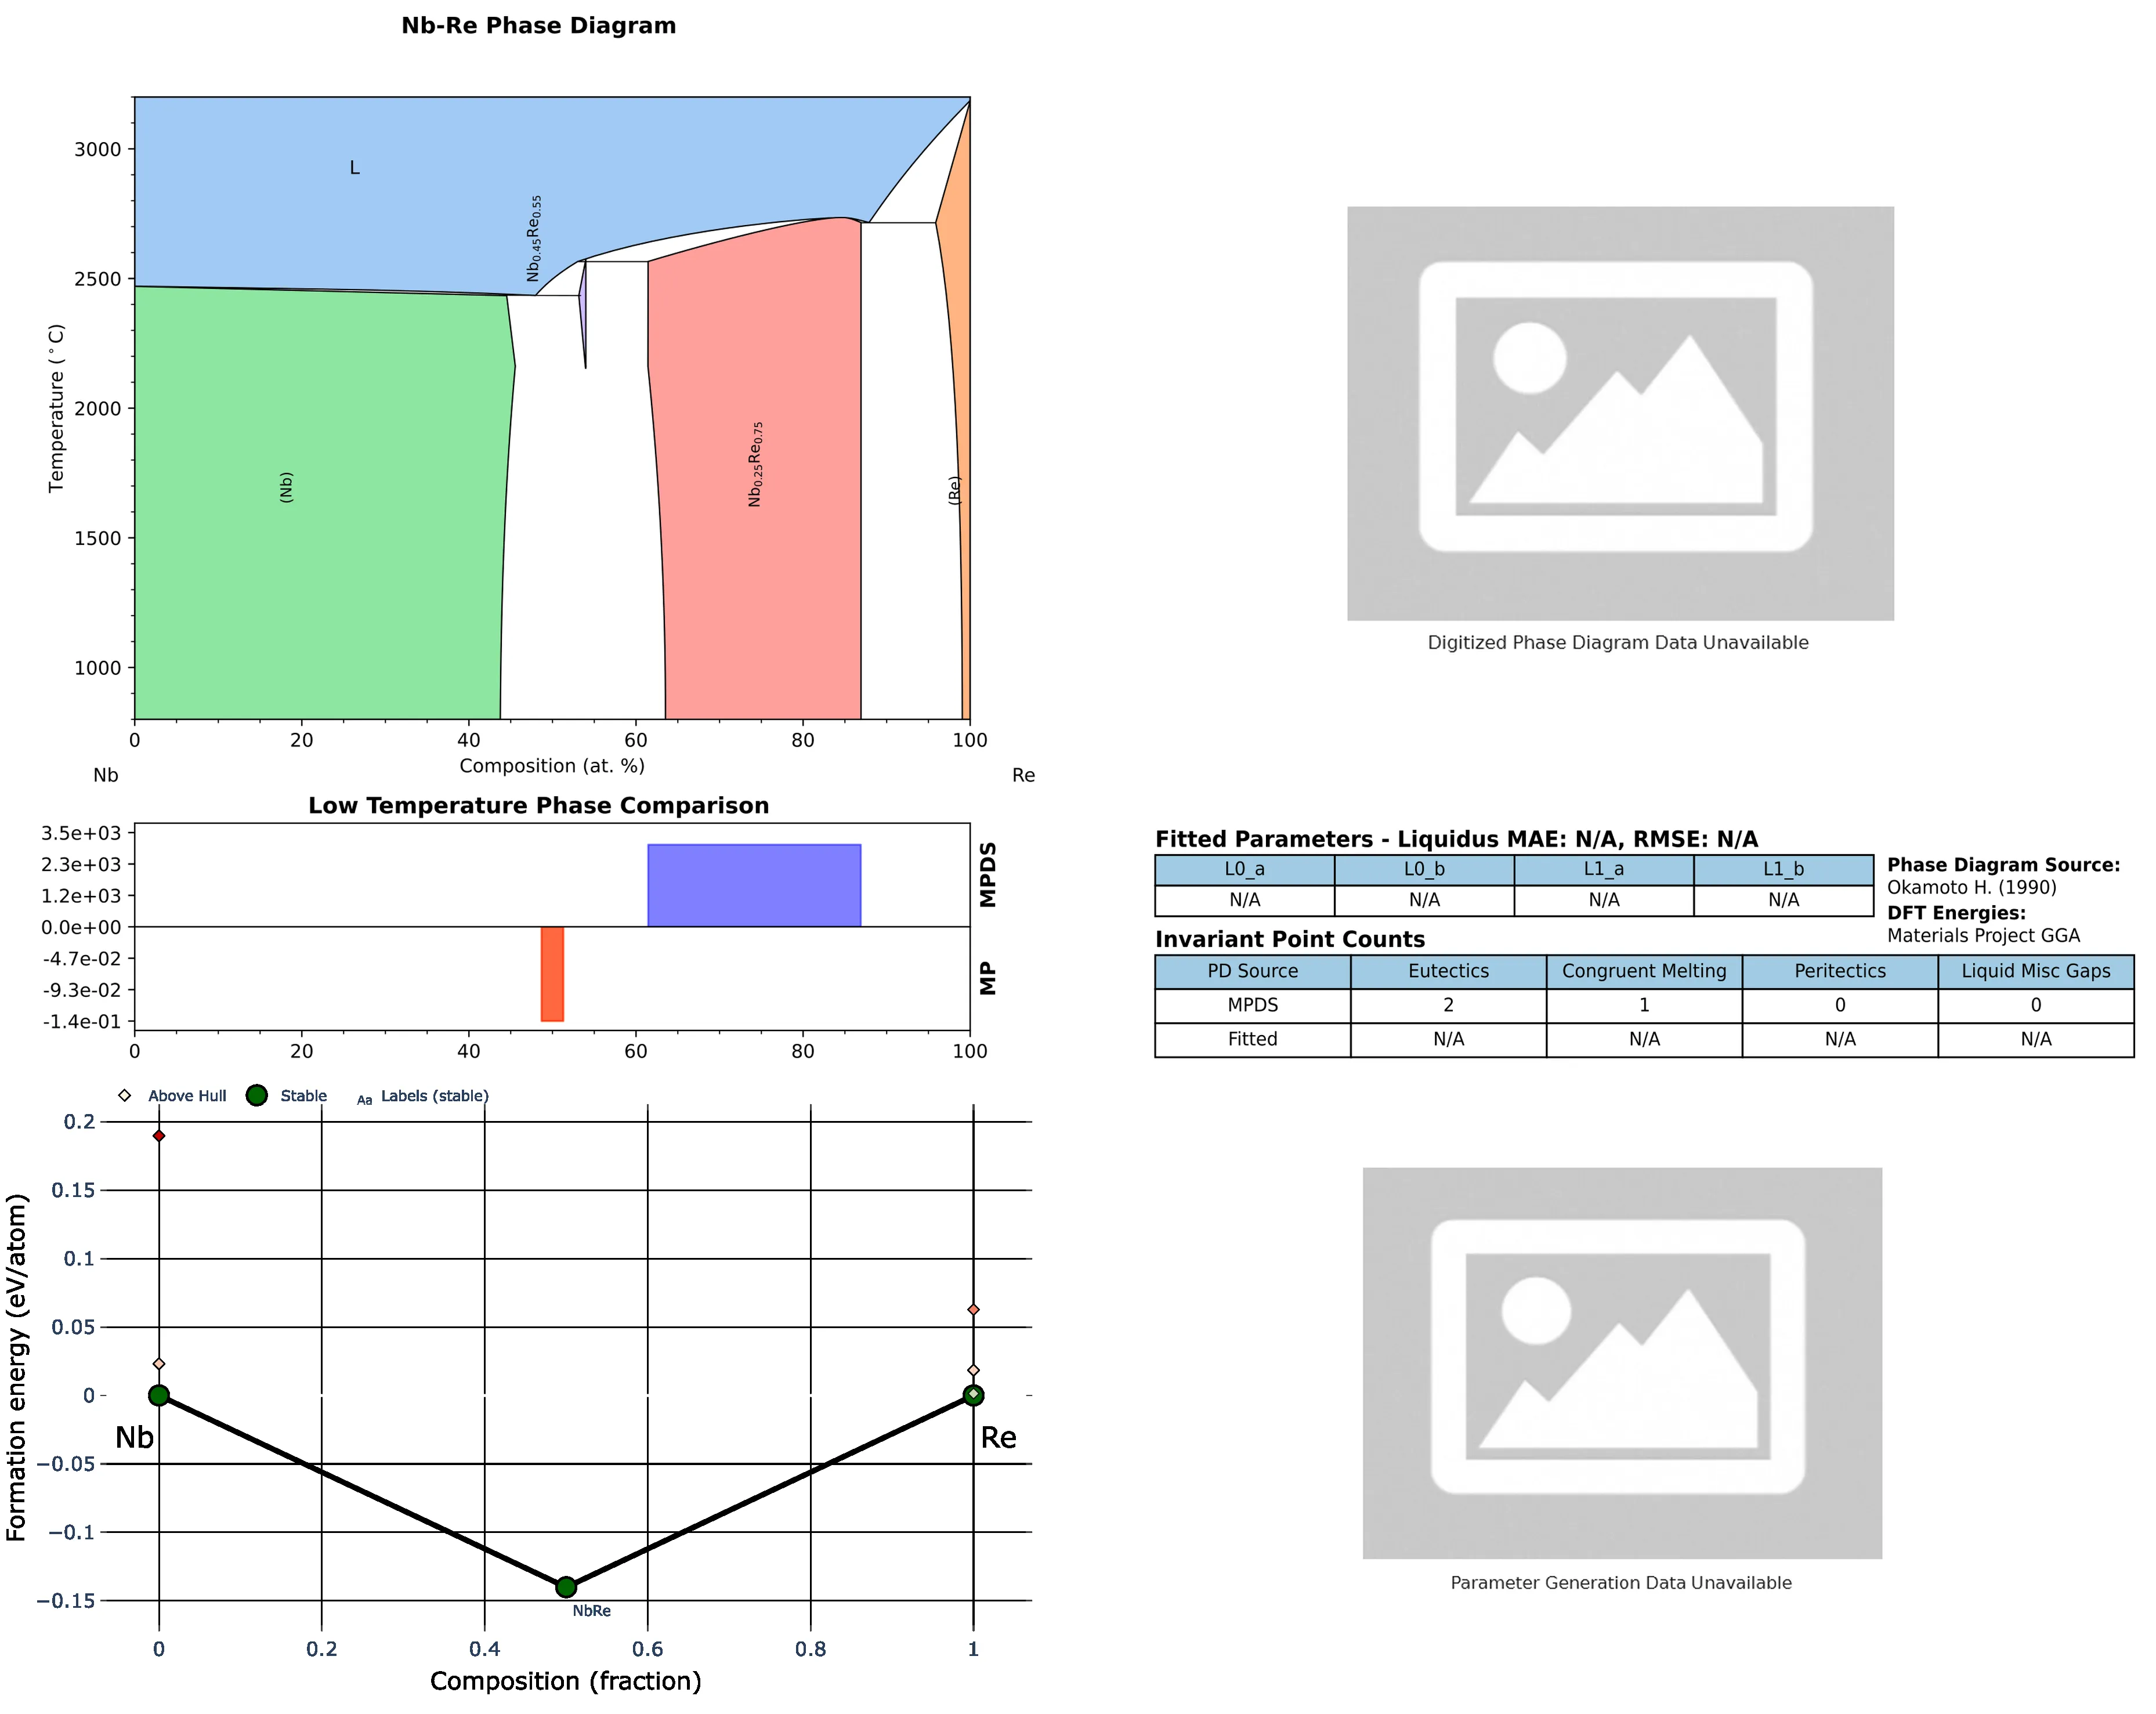 Nb-Re Phase Diagram
3000
2500
2000
1500
1000
Temperature (°C)
L
Nb0.45Re0.55
(Nb)
Nb0.25Re0.75
(Re)
0 20 40 60 80 100
Composition (at. %)
Nb Re
Digitized Phase Diagram Data Unavailable
Low Temperature Phase Comparison
3.5e+03
2.3e+03
1.2e+03
0.0e+00
-4.7e-02
-9.3e-02
-1.4e-01
MPDS
MP
0 20 40 60 80 100
Fitted Parameters - Liquidus MAE: N/A, RMSE: N/A
L0_a L0_b L1_a L1_b
N/A N/A N/A N/A
Phase Diagram Source:
Okamoto H. (1990)
DFT Energies:
Materials Project GGA
Invariant Point Counts
PD Source Eutectics Congruent Melting Peritectics Liquid Misc Gaps
MPDS 2 1 0 0
Fitted N/A N/A N/A N/A
Above Hull Stable Aa Labels (stable)
0.2
0.15
0.1
0.05
0
−0.05
−0.1
−0.15
Formation energy (eV/atom)
Nb
Re
NbRe
0 0.2 0.4 0.6 0.8 1
Composition (fraction)
Parameter Generation Data Unavailable